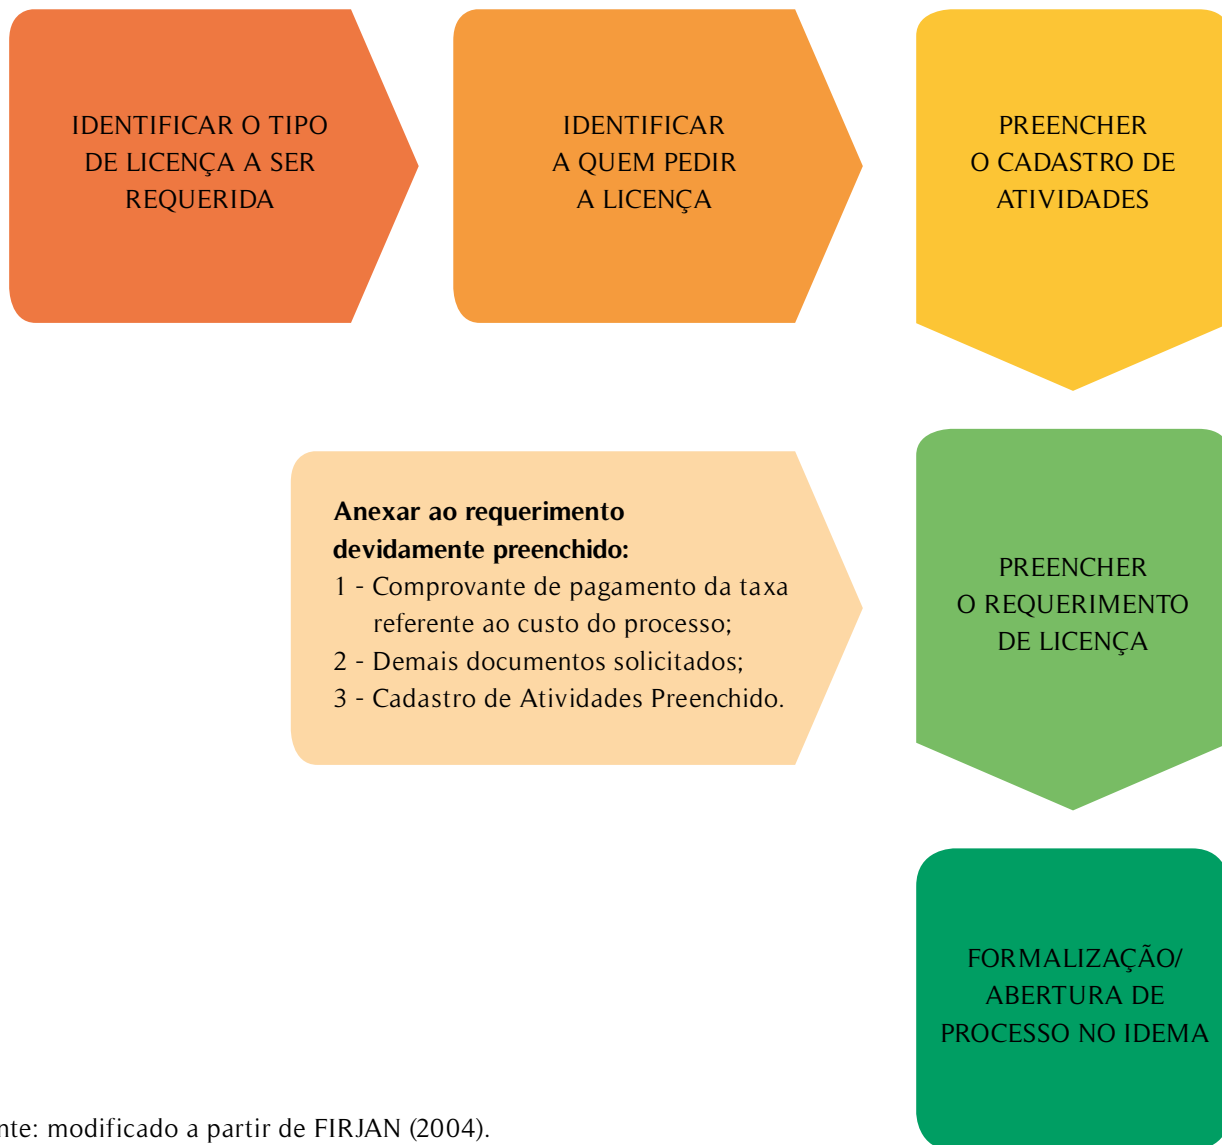 IDENTIFICAR O TIPO
DE LICENÇA A SER
REQUERIDA
IDENTIFICAR
A QUEM PEDIR
A LICENÇA
PREENCHER
O CADASTRO DE
ATIVIDADES
Anexar ao requerimento
devidamente preenchido:
1 - Comprovante de pagamento da taxa
referente ao custo do processo;
2 - Demais documentos solicitados;
3 - Cadastro de Atividades Preenchido.
PREENCHER
O REQUERIMENTO
DE LICENÇA
FORMALIZAÇÃO/
ABERTURA DE
PROCESSO NO IDEMA
nte: modificado a partir de FIRJAN (2004).